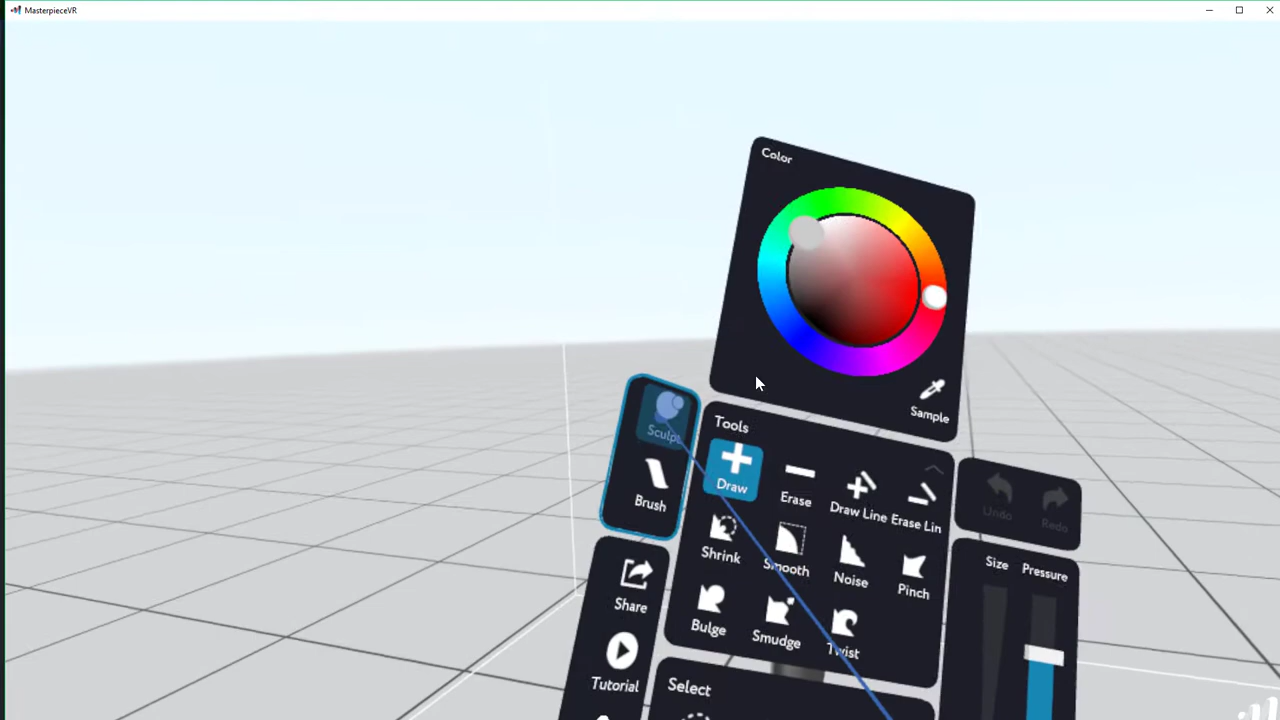 MasterpieceVR
Color
Sample
Sculpt
Brush
Tools
Draw
Erase
Draw Line
Erase Lin
Shrink
Smooth
Noise
Pinch
Bulge
Smudge
Twist
Undo
Redo
Size
Pressure
Share
Tutorial
Select